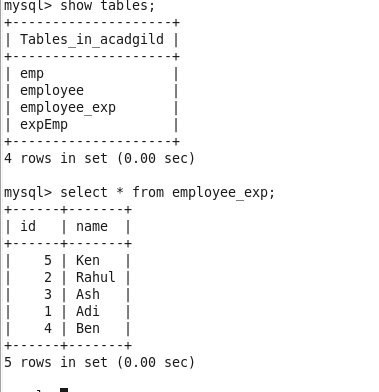 mysql> show tables;
+--------------------+
| Tables_in_acadgild |
+--------------------+
| emp                |
| employee           |
| employee_exp       |
| expEmp             |
+--------------------+
4 rows in set (0.00 sec)
mysql> select * from employee_exp;
+------+-------+
| id   | name  |
+------+-------+
|    5 | Ken   |
|    2 | Rahul |
|    3 | Ash   |
|    1 | Adi   |
|    4 | Ben   |
+------+-------+
5 rows in set (0.00 sec)